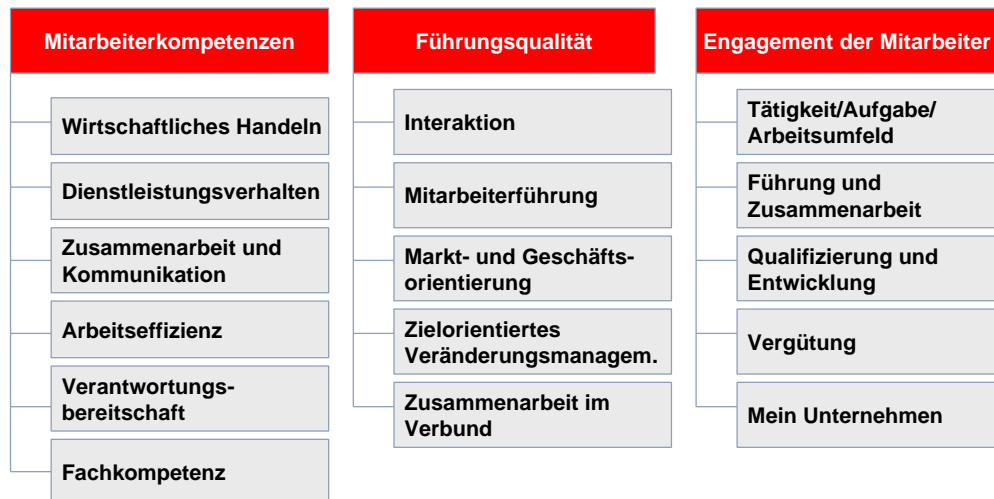 Mitarbeiterkompetenzen
Wirtschaftliches Handeln
Dienstleistungsverhalten
Zusammenarbeit und
Kommunikation
Arbeitseffizienz
Verantwortungs-
bereitschaft
Fachkompetenz
Führungsqualität
Interaktion
Mitarbeiterführung
Markt- und Geschäfts-
orientierung
Zielorientiertes
Veränderungsmanagem.
Zusammenarbeit im
Verbund
Engagement der Mitarbeiter
Tätigkeit/Aufgabe/
Arbeitsumfeld
Führung und
Zusammenarbeit
Qualifizierung und
Entwicklung
Vergütung
Mein Unternehmen